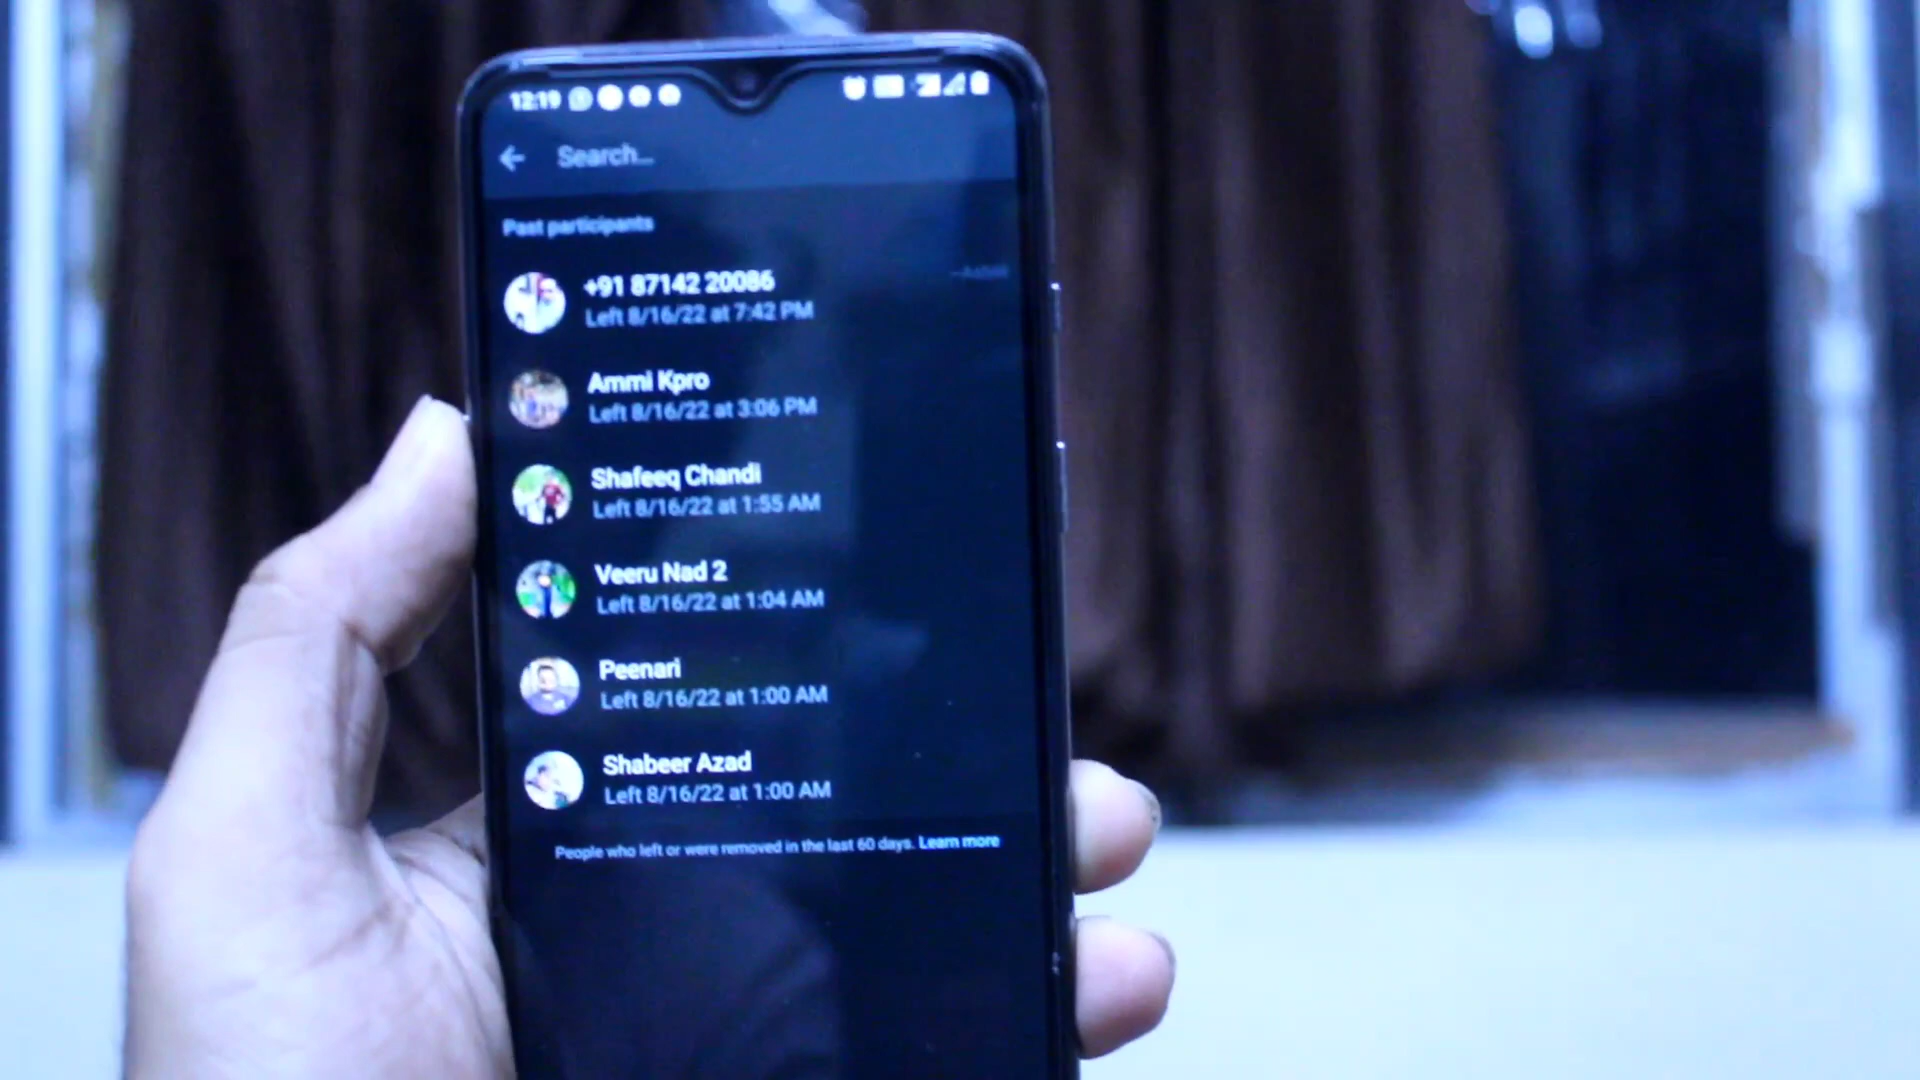 12:19
Search...
Past participants
+91 87142 20086
Left 8/16/22 at 7:42 PM
Ammi Kpro
Left 8/16/22 at 3:06 PM
Shafeeq Chandi
Left 8/16/22 at 1:55 AM
Veeru Nad 2
Left 8/16/22 at 1:04 AM
Peenari
Left 8/16/22 at 1:00 AM
Shabeer Azad
Left 8/16/22 at 1:00 AM
People who left or were removed in the last 60 days. Learn more